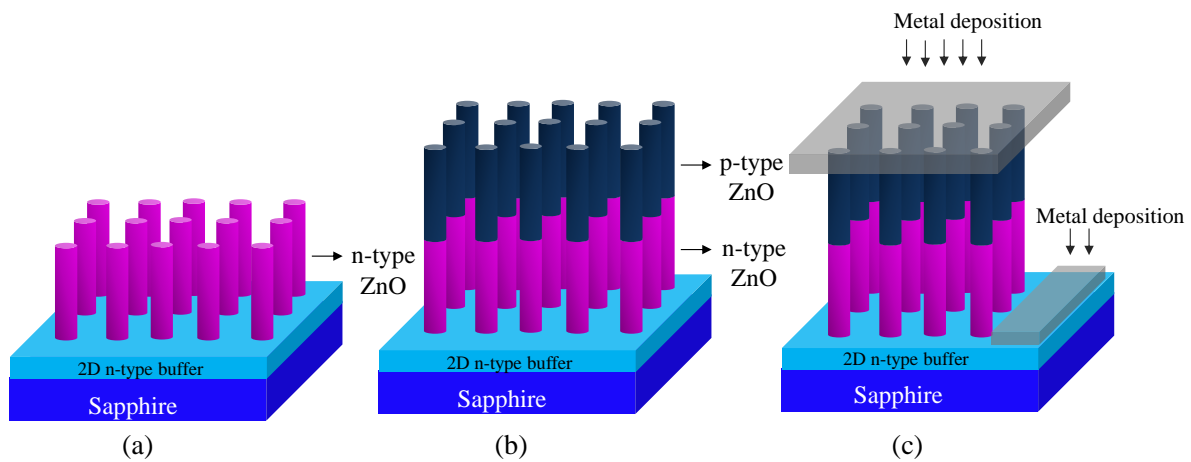 n-type
ZnO
2D n-type buffer
Sapphire
(a)
p-type
ZnO
n-type
ZnO
2D n-type buffer
Sapphire
(b)
Metal deposition
Metal deposition
2D n-type buffer
Sapphire
(c)